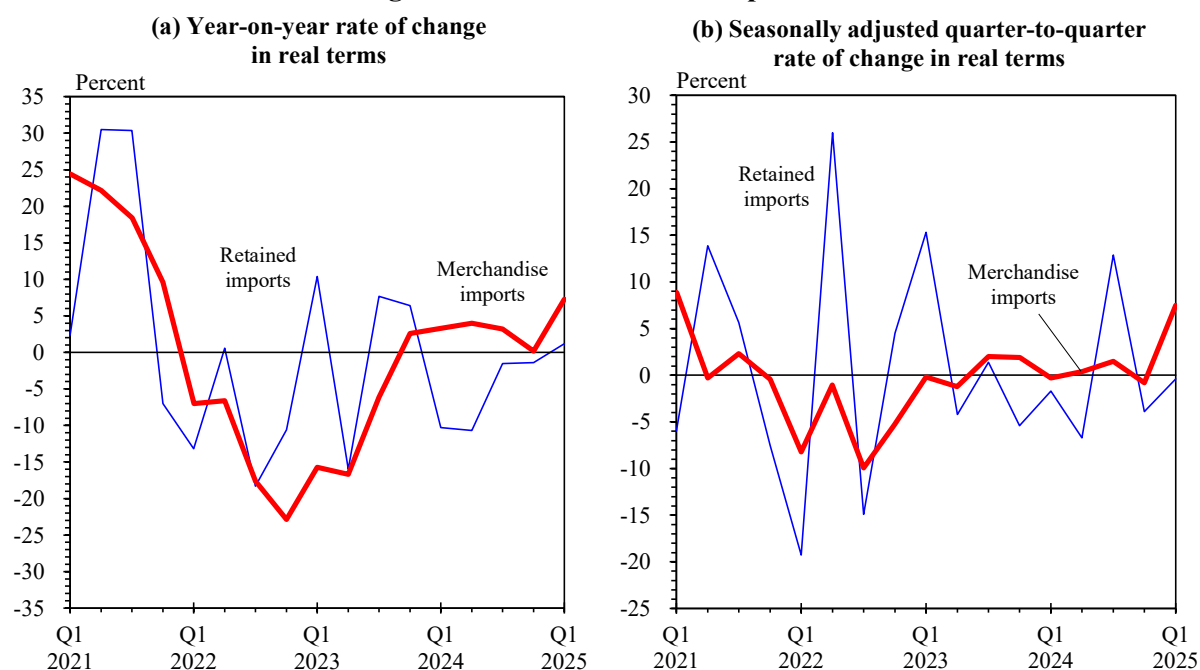 (a) Year-on-year rate of change
in real terms
Percent
35
30
25
20
15
10
5
0
-5
-10
-15
-20
-25
-30
-35
Retained
imports
Merchandise
imports
Q1
2021
Q1
2022
Q1
2023
Q1
2024
Q1
2025
(b) Seasonally adjusted quarter-to-quarter
rate of change in real terms
Percent
30
25
20
15
10
5
0
-5
-10
-15
-20
-25
Retained
imports
Merchandise
imports
Q1
2021
Q1
2022
Q1
2023
Q1
2024
Q1
2025